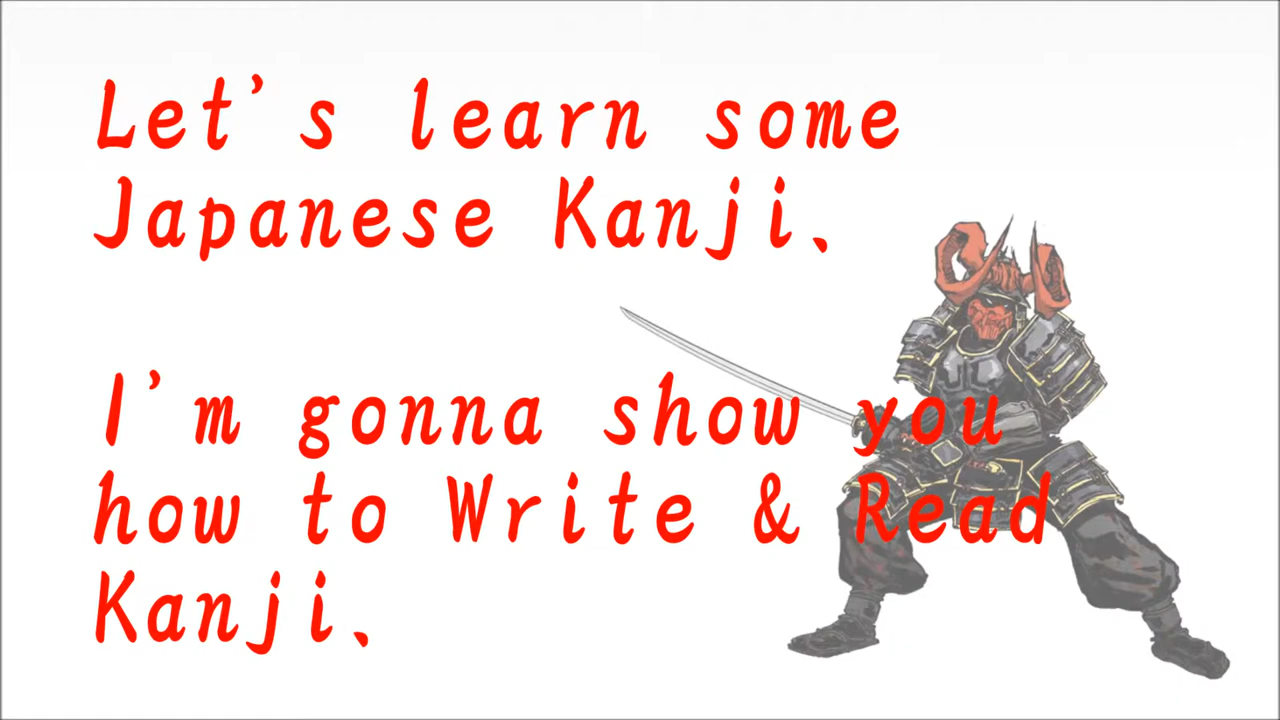 Let's learn some
Japanese Kanji、
I'm gonna show you
how to Write & Read
Kanji、